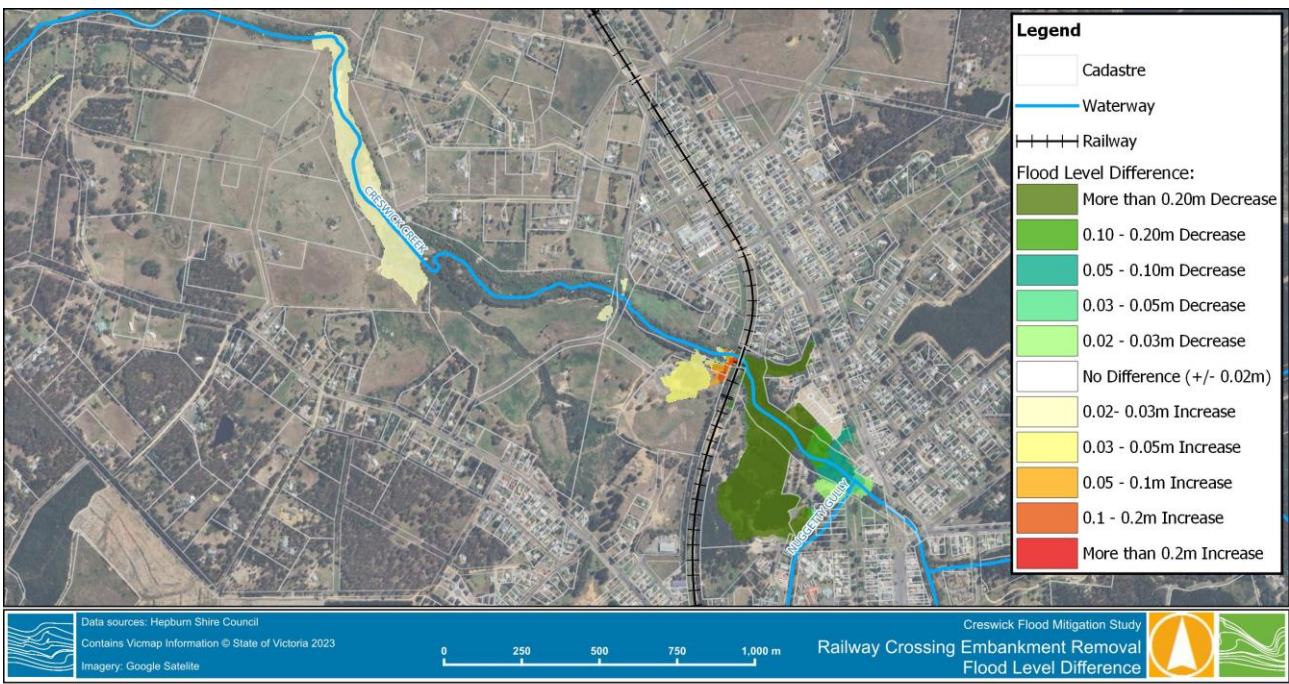 Legend
Cadastre
Waterway
Railway
Flood Level Difference:
More than 0.20m Decrease
0.10 - 0.20m Decrease
0.05 - 0.10m Decrease
0.03 - 0.05m Decrease
0.02 - 0.03m Decrease
No Difference (+/- 0.02m)
0.02- 0.03m Increase
0.03 - 0.05m Increase
0.05 - 0.1m Increase
0.1 - 0.2m Increase
More than 0.2m Increase
CRESWICK CREEK
NUGGETTY GULLY
Data sources: Hepburn Shire Council
Contains Vicmap Information © State of Victoria 2023
Imagery: Google Satelite
0 250 500 750 1,000 m
Creswick Flood Mitigation Study
Railway Crossing Embankment Removal
Flood Level Difference